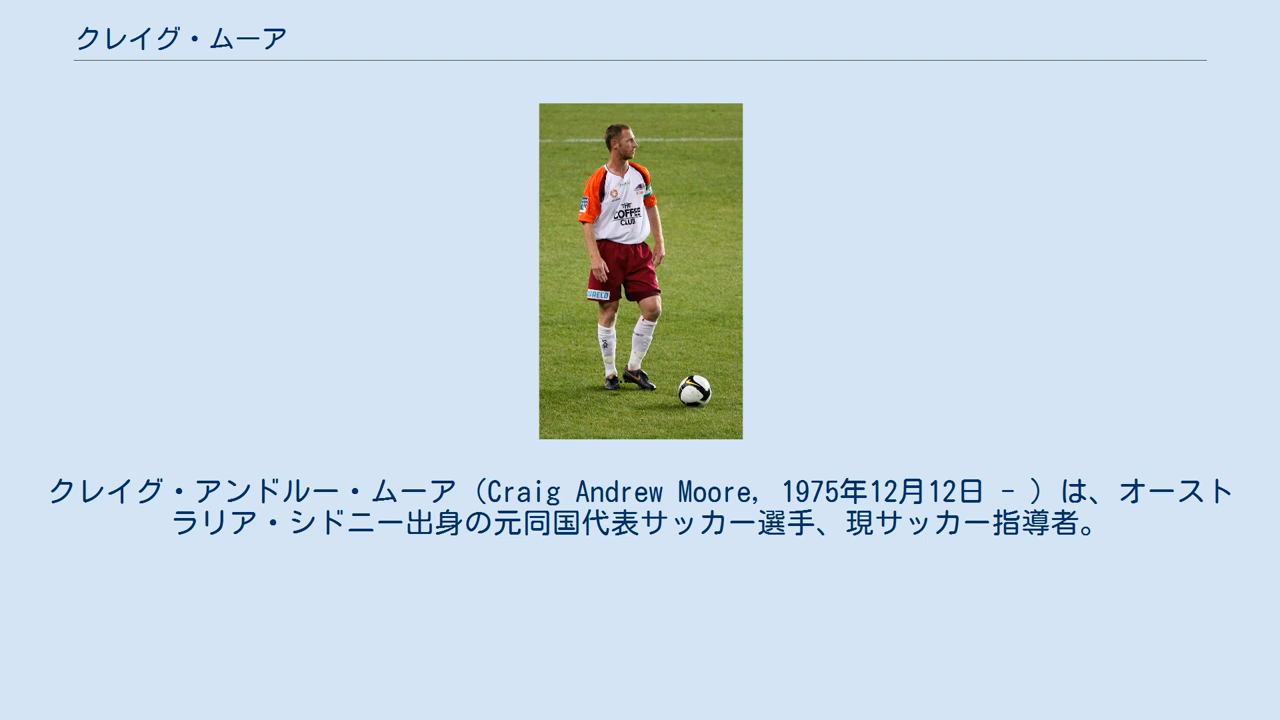 クレイグ・ムーア
THE
COFFEE
CLUB
クレイグ・アンドルー・ムーア（Craig Andrew Moore, 1975年12月12日 - ）は、オースト
ラリア・シドニー出身の元同国代表サッカー選手、現サッカー指導者。